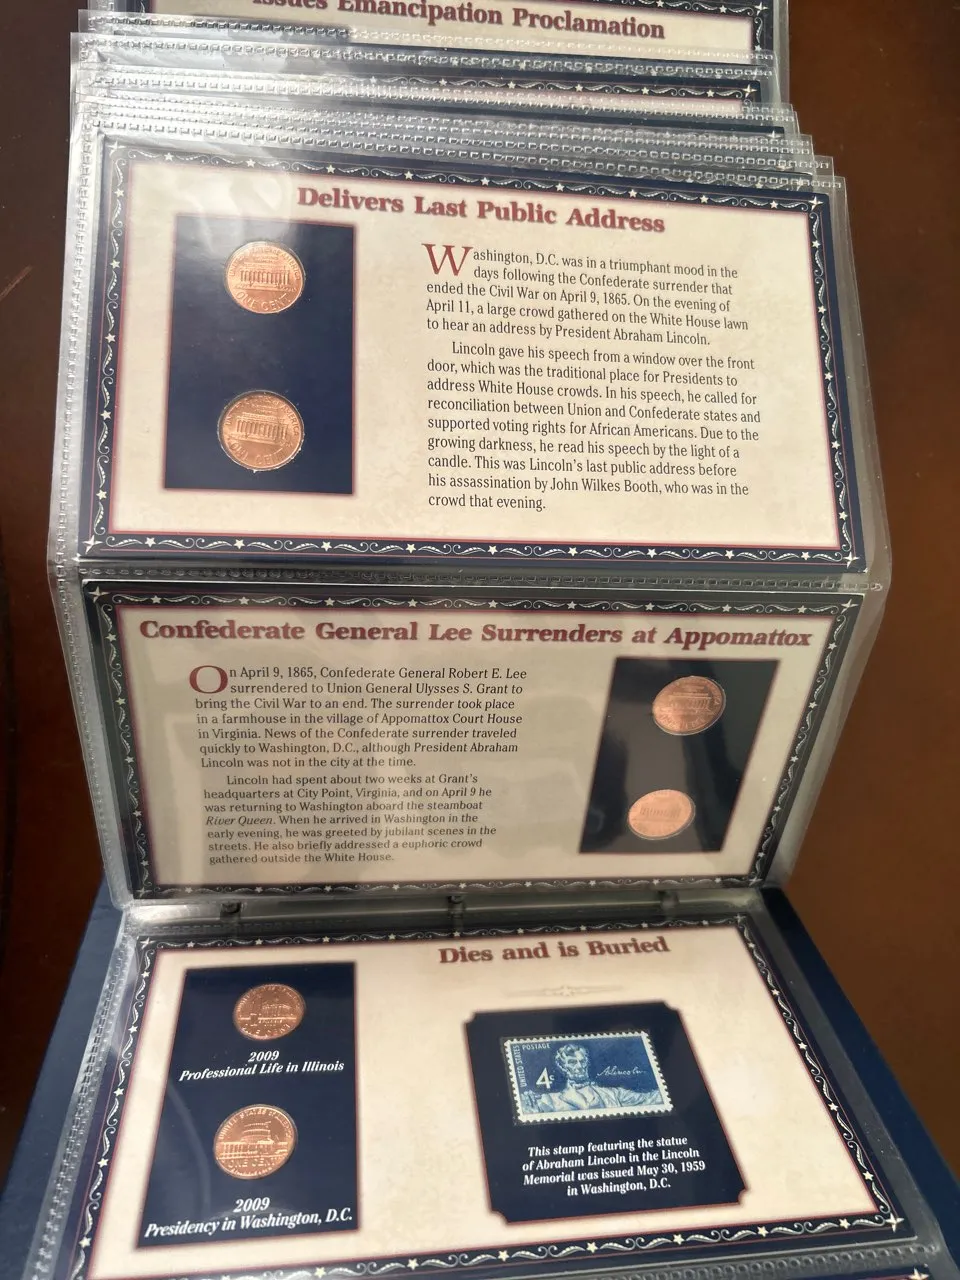 Issues Emancipation Proclamation
Delivers Last Public Address
Washington, D.C. was in a triumphant mood in the
days following the Confederate surrender that
ended the Civil War on April 9, 1865. On the evening of
April 11, a large crowd gathered on the White House lawn
to hear an address by President Abraham Lincoln.
Lincoln gave his speech from a window over the front
door, which was the traditional place for Presidents to
address White House crowds. In his speech, he called for
reconciliation between Union and Confederate states and
supported voting rights for African Americans. Due to the
growing darkness, he read his speech by the light of a
candle. This was Lincoln's last public address before
his assassination by John Wilkes Booth, who was in the
crowd that evening.
ONE CENT
Confederate General Lee Surrenders at Appomattox
On April 9, 1865, Confederate General Robert E. Lee
surrendered to Union General Ulysses S. Grant to
bring the Civil War to an end. The surrender took place
in a farmhouse in the village of Appomattox Court House
in Virginia. News of the Confederate surrender traveled
quickly to Washington, D.C., although President Abraham
Lincoln was not in the city at the time.
Lincoln had spent about two weeks at Grant's
headquarters at City Point, Virginia, and on April 9 he
was returning to Washington aboard the steamboat
River Queen. When he arrived in Washington in the
early evening, he was greeted by jubilant scenes in the
streets. He also briefly addressed a euphoric crowd
gathered outside the White House.
Dies and is Buried
ONE CENT
2009
Professional Life in Illinois
UNITED STATES OF AMERICA
ONE CENT
2009
Presidency in Washington, D.C.
UNITED STATES POSTAGE
4c
A. Lincoln
This stamp featuring the statue
of Abraham Lincoln in the Lincoln
Memorial was issued May 30, 1959
in Washington, D.C.